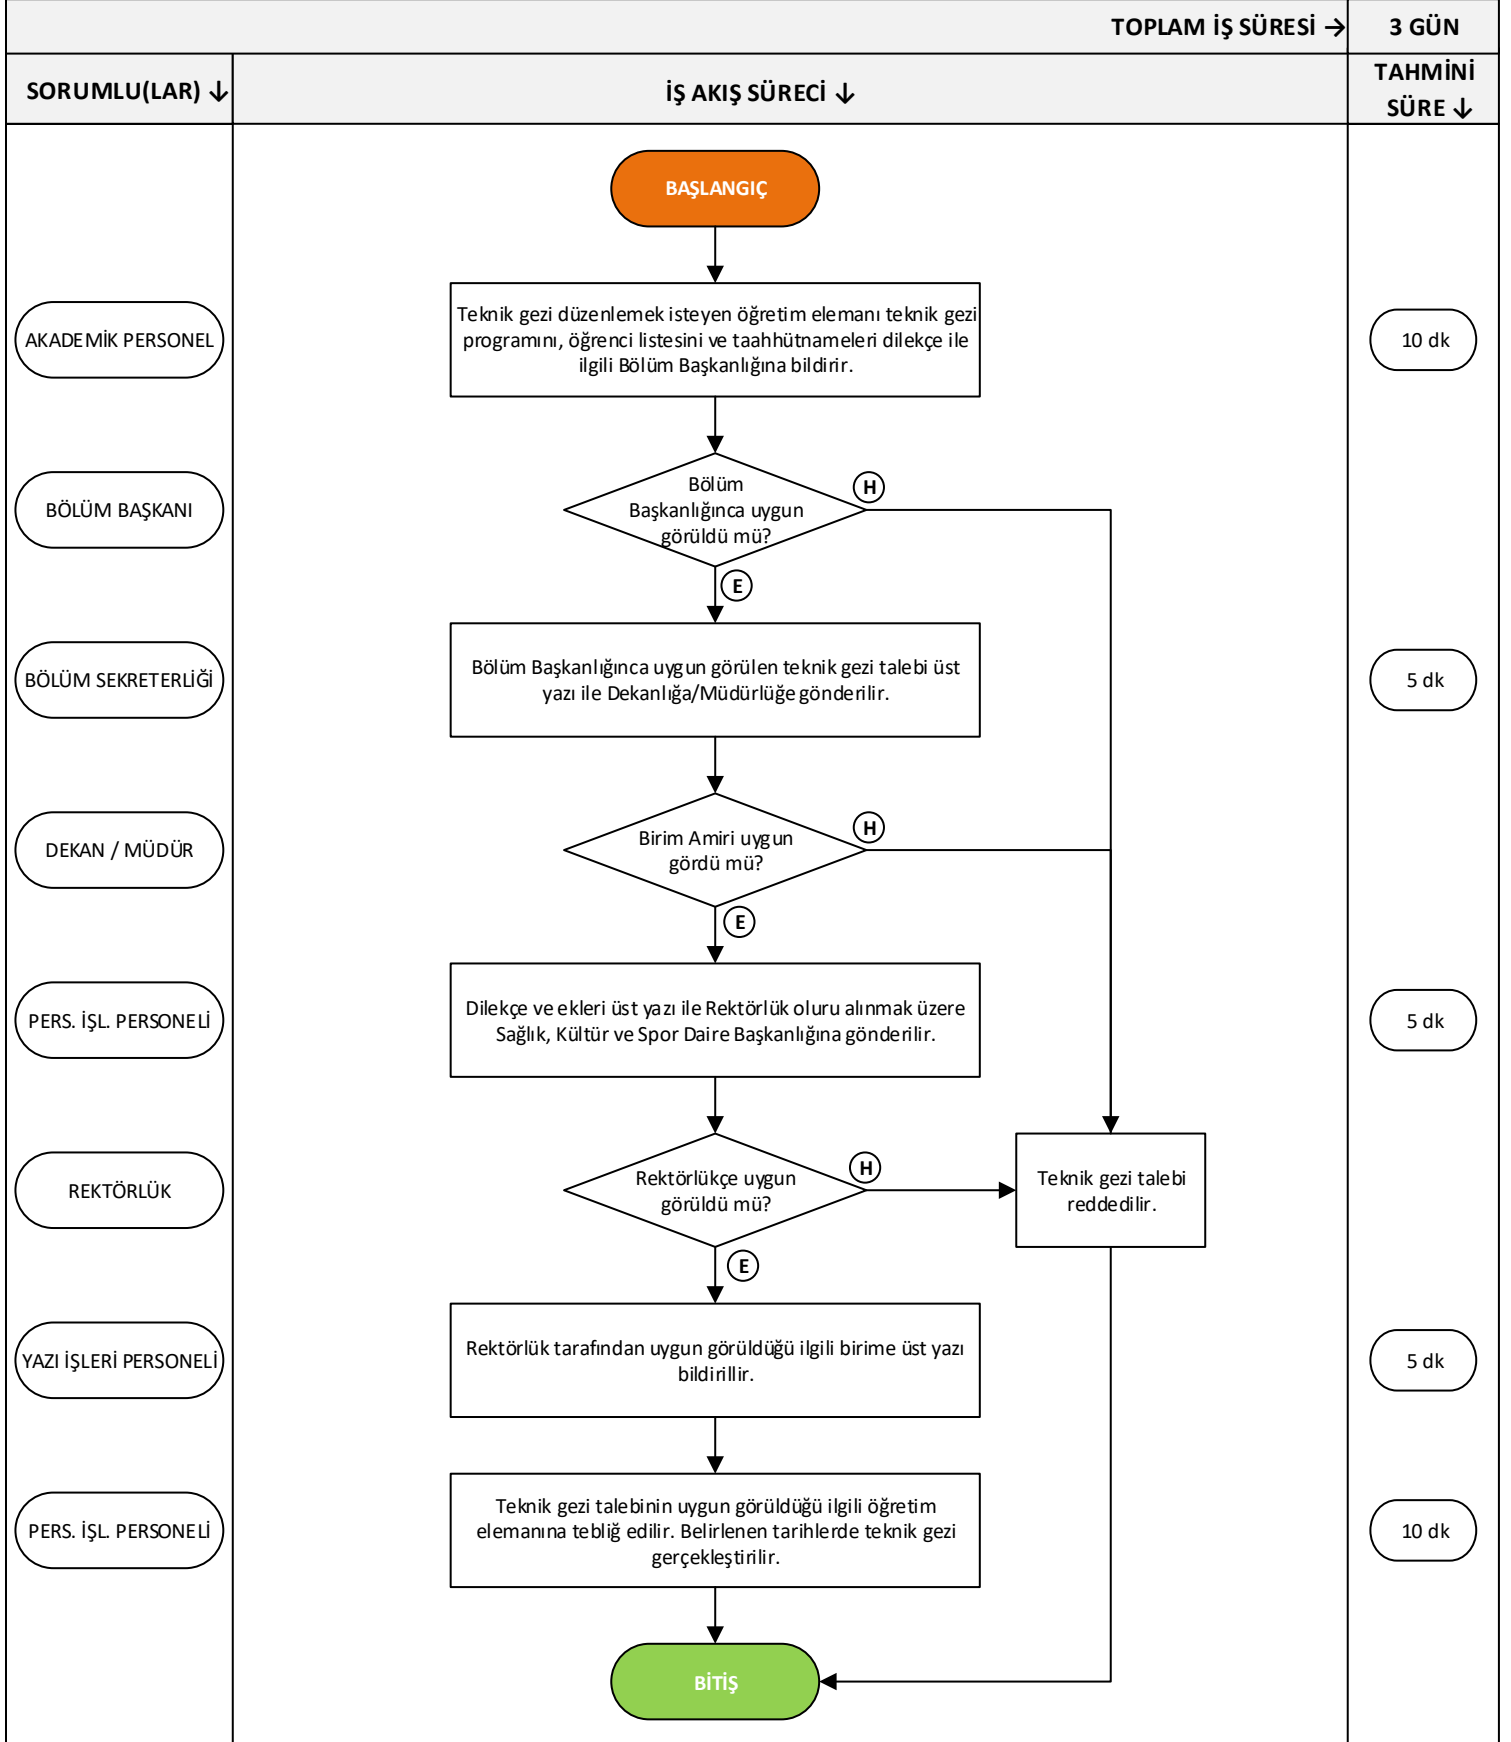 TOPLAM İŞ SÜRESİ →
3 GÜN
SORUMLU(LAR) ↓
İŞ AKIŞ SÜRECİ ↓
TAHMİNİ
SÜRE ↓
BAŞLANGIÇ
AKADEMİK PERSONEL
Teknik gezi düzenlemek isteyen öğretim elemanı teknik gezi
programını, öğrenci listesini ve taahhütnameleri dilekçe ile
ilgili Bölüm Başkanlığına bildirir.
10 dk
BÖLÜM BAŞKANI
Bölüm
Başkanlığınca uygun
görüldü mü?
H
E
BÖLÜM SEKRETERLİĞİ
Bölüm Başkanlığınca uygun görülen teknik gezi talebi üst
yazı ile Dekanlığa/Müdürlüğe gönderilir.
5 dk
DEKAN / MÜDÜR
Birim Amiri uygun
gördü mü?
H
E
PERS. İŞL. PERSONELİ
Dilekçe ve ekleri üst yazı ile Rektörlük oluru alınmak üzere
Sağlık, Kültür ve Spor Daire Başkanlığına gönderilir.
5 dk
REKTÖRLÜK
Rektörlükçe uygun
görüldü mü?
H
E
Teknik gezi talebi
reddedilir.
YAZI İŞLERİ PERSONELİ
Rektörlük tarafından uygun görüldüğü ilgili birime üst yazı
bildirillir.
5 dk
PERS. İŞL. PERSONELİ
Teknik gezi talebinin uygun görüldüğü ilgili öğretim
elemanına tebliğ edilir. Belirlenen tarihlerde teknik gezi
gerçekleştirilir.
10 dk
BİTİŞ